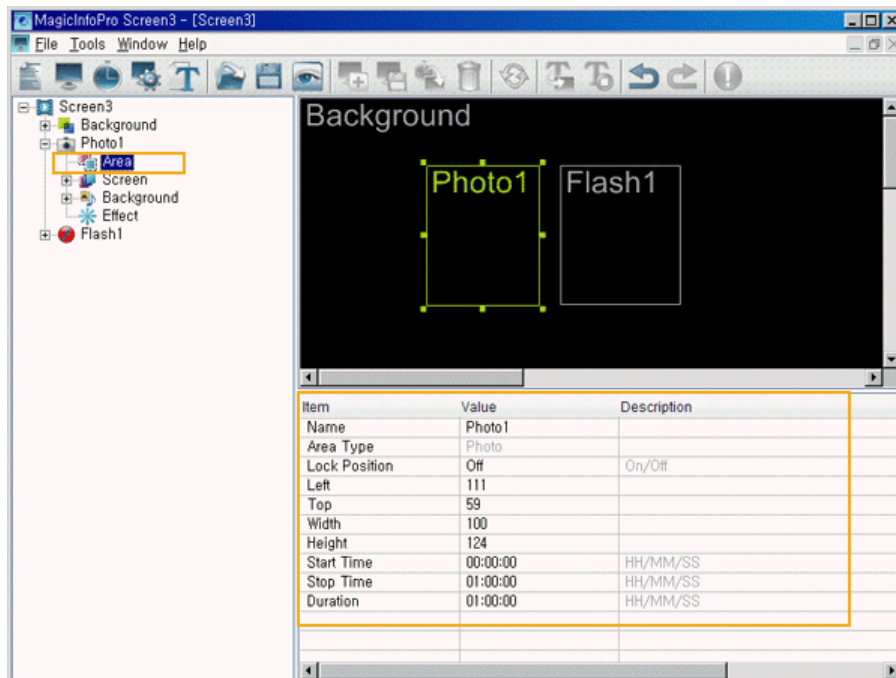 MagicInfoPro Screen3 - [Screen3]
File Tools Window Help
Screen3
Background
Photo1
Area
Screen
Background
Effect
Flash1
Background
Photo1 Flash1
Item Value Description
Name Photo1
Area Type Photo
Lock Position Off On/Off
Left 111
Top 59
Width 100
Height 124
Start Time 00:00:00 HH/MM/SS
Stop Time 01:00:00 HH/MM/SS
Duration 01:00:00 HH/MM/SS